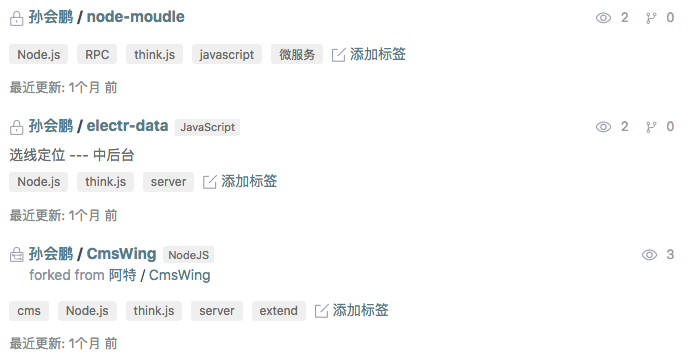 孙会鹏 / node-moudle 2 0
Node.js RPC think.js javascript 微服务 添加标签
最近更新: 1个月 前
孙会鹏 / electr-data JavaScript 2 0
选线定位 --- 中后台
Node.js think.js server 添加标签
最近更新: 1个月 前
孙会鹏 / CmsWing NodeJS 3
forked from 阿特 / CmsWing
cms Node.js think.js server extend 添加标签
最近更新: 1个月 前